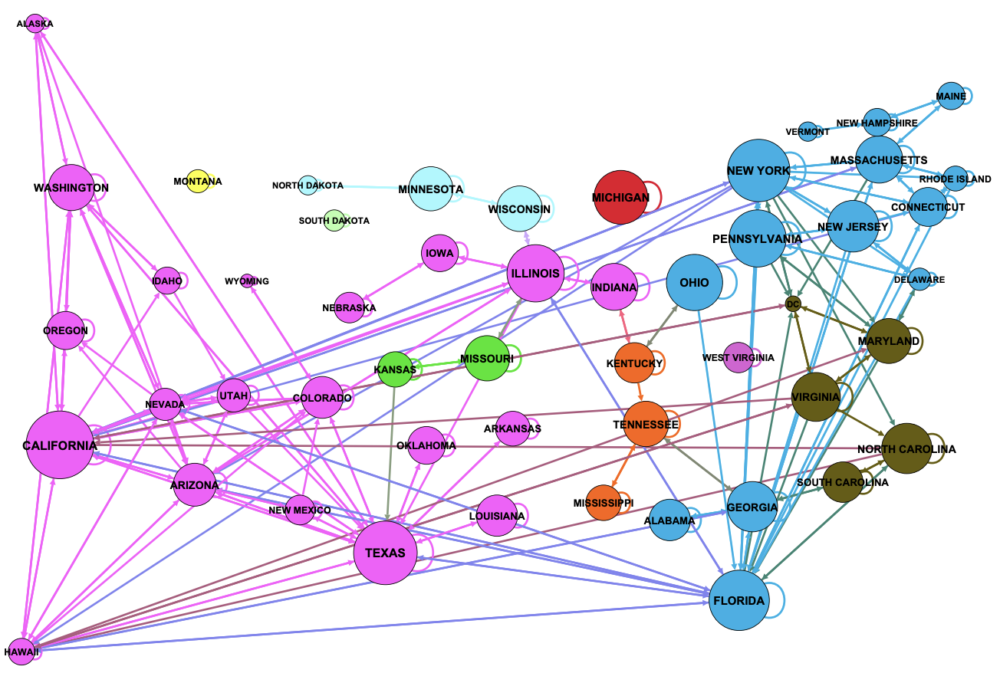 ALASKA
MAINE
NEW HAMPSHIRE
VERMONT
MASSACHUSETTS
NEW YORK
RHODE ISLAND
MONTANA
NORTH DAKOTA
WASHINGTON
MINNESOTA
MICHIGAN
WISCONSIN
CONNECTICUT
SOUTH DAKOTA
NEW JERSEY
PENNSYLVANIA
IOWA
ILLINOIS
IDAHO
WYOMING
INDIANA
OHIO
DELAWARE
NEBRASKA
DC
OREGON
MARYLAND
MISSOURI
KENTUCKY
WEST VIRGINIA
KANSAS
UTAH
COLORADO
VIRGINIA
NEVADA
TENNESSEE
ARKANSAS
CALIFORNIA
OKLAHOMA
NORTH CAROLINA
ARIZONA
SOUTH CAROLINA
MISSISSIPPI
GEORGIA
NEW MEXICO
LOUISIANA
ALABAMA
TEXAS
FLORIDA
HAWAII